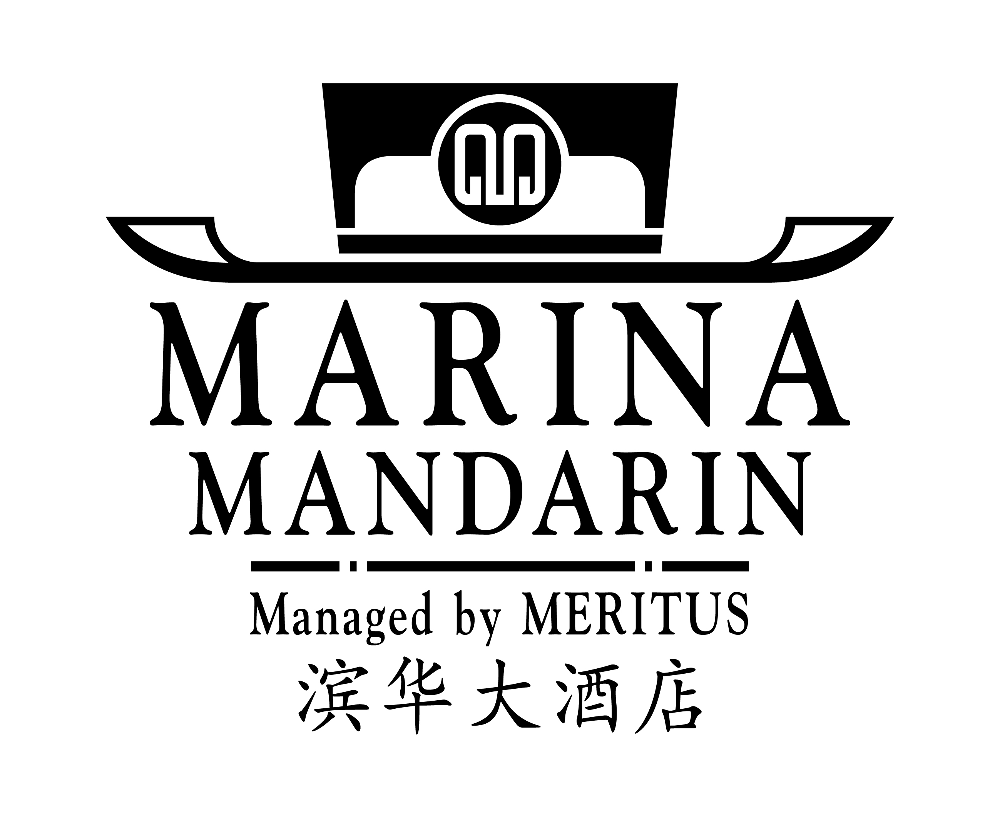 MARINA
MANDARIN
Managed by MERITUS
滨华大酒店